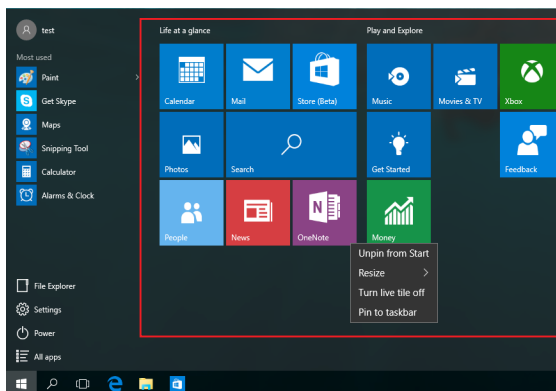 test
Most used
Paint
Get Skype
Maps
Snipping Tool
Calculator
Alarms & Clock
File Explorer
Settings
Power
All apps
Life at a glance
Calendar
Mail
Store (Beta)
Photos
Search
People
News
N
OneNote
Play and Explore
Music
Movies & TV
Xbox
Get Started
Feedback
Money
Unpin from Start
Resize
Turn live tile off
Pin to taskbar